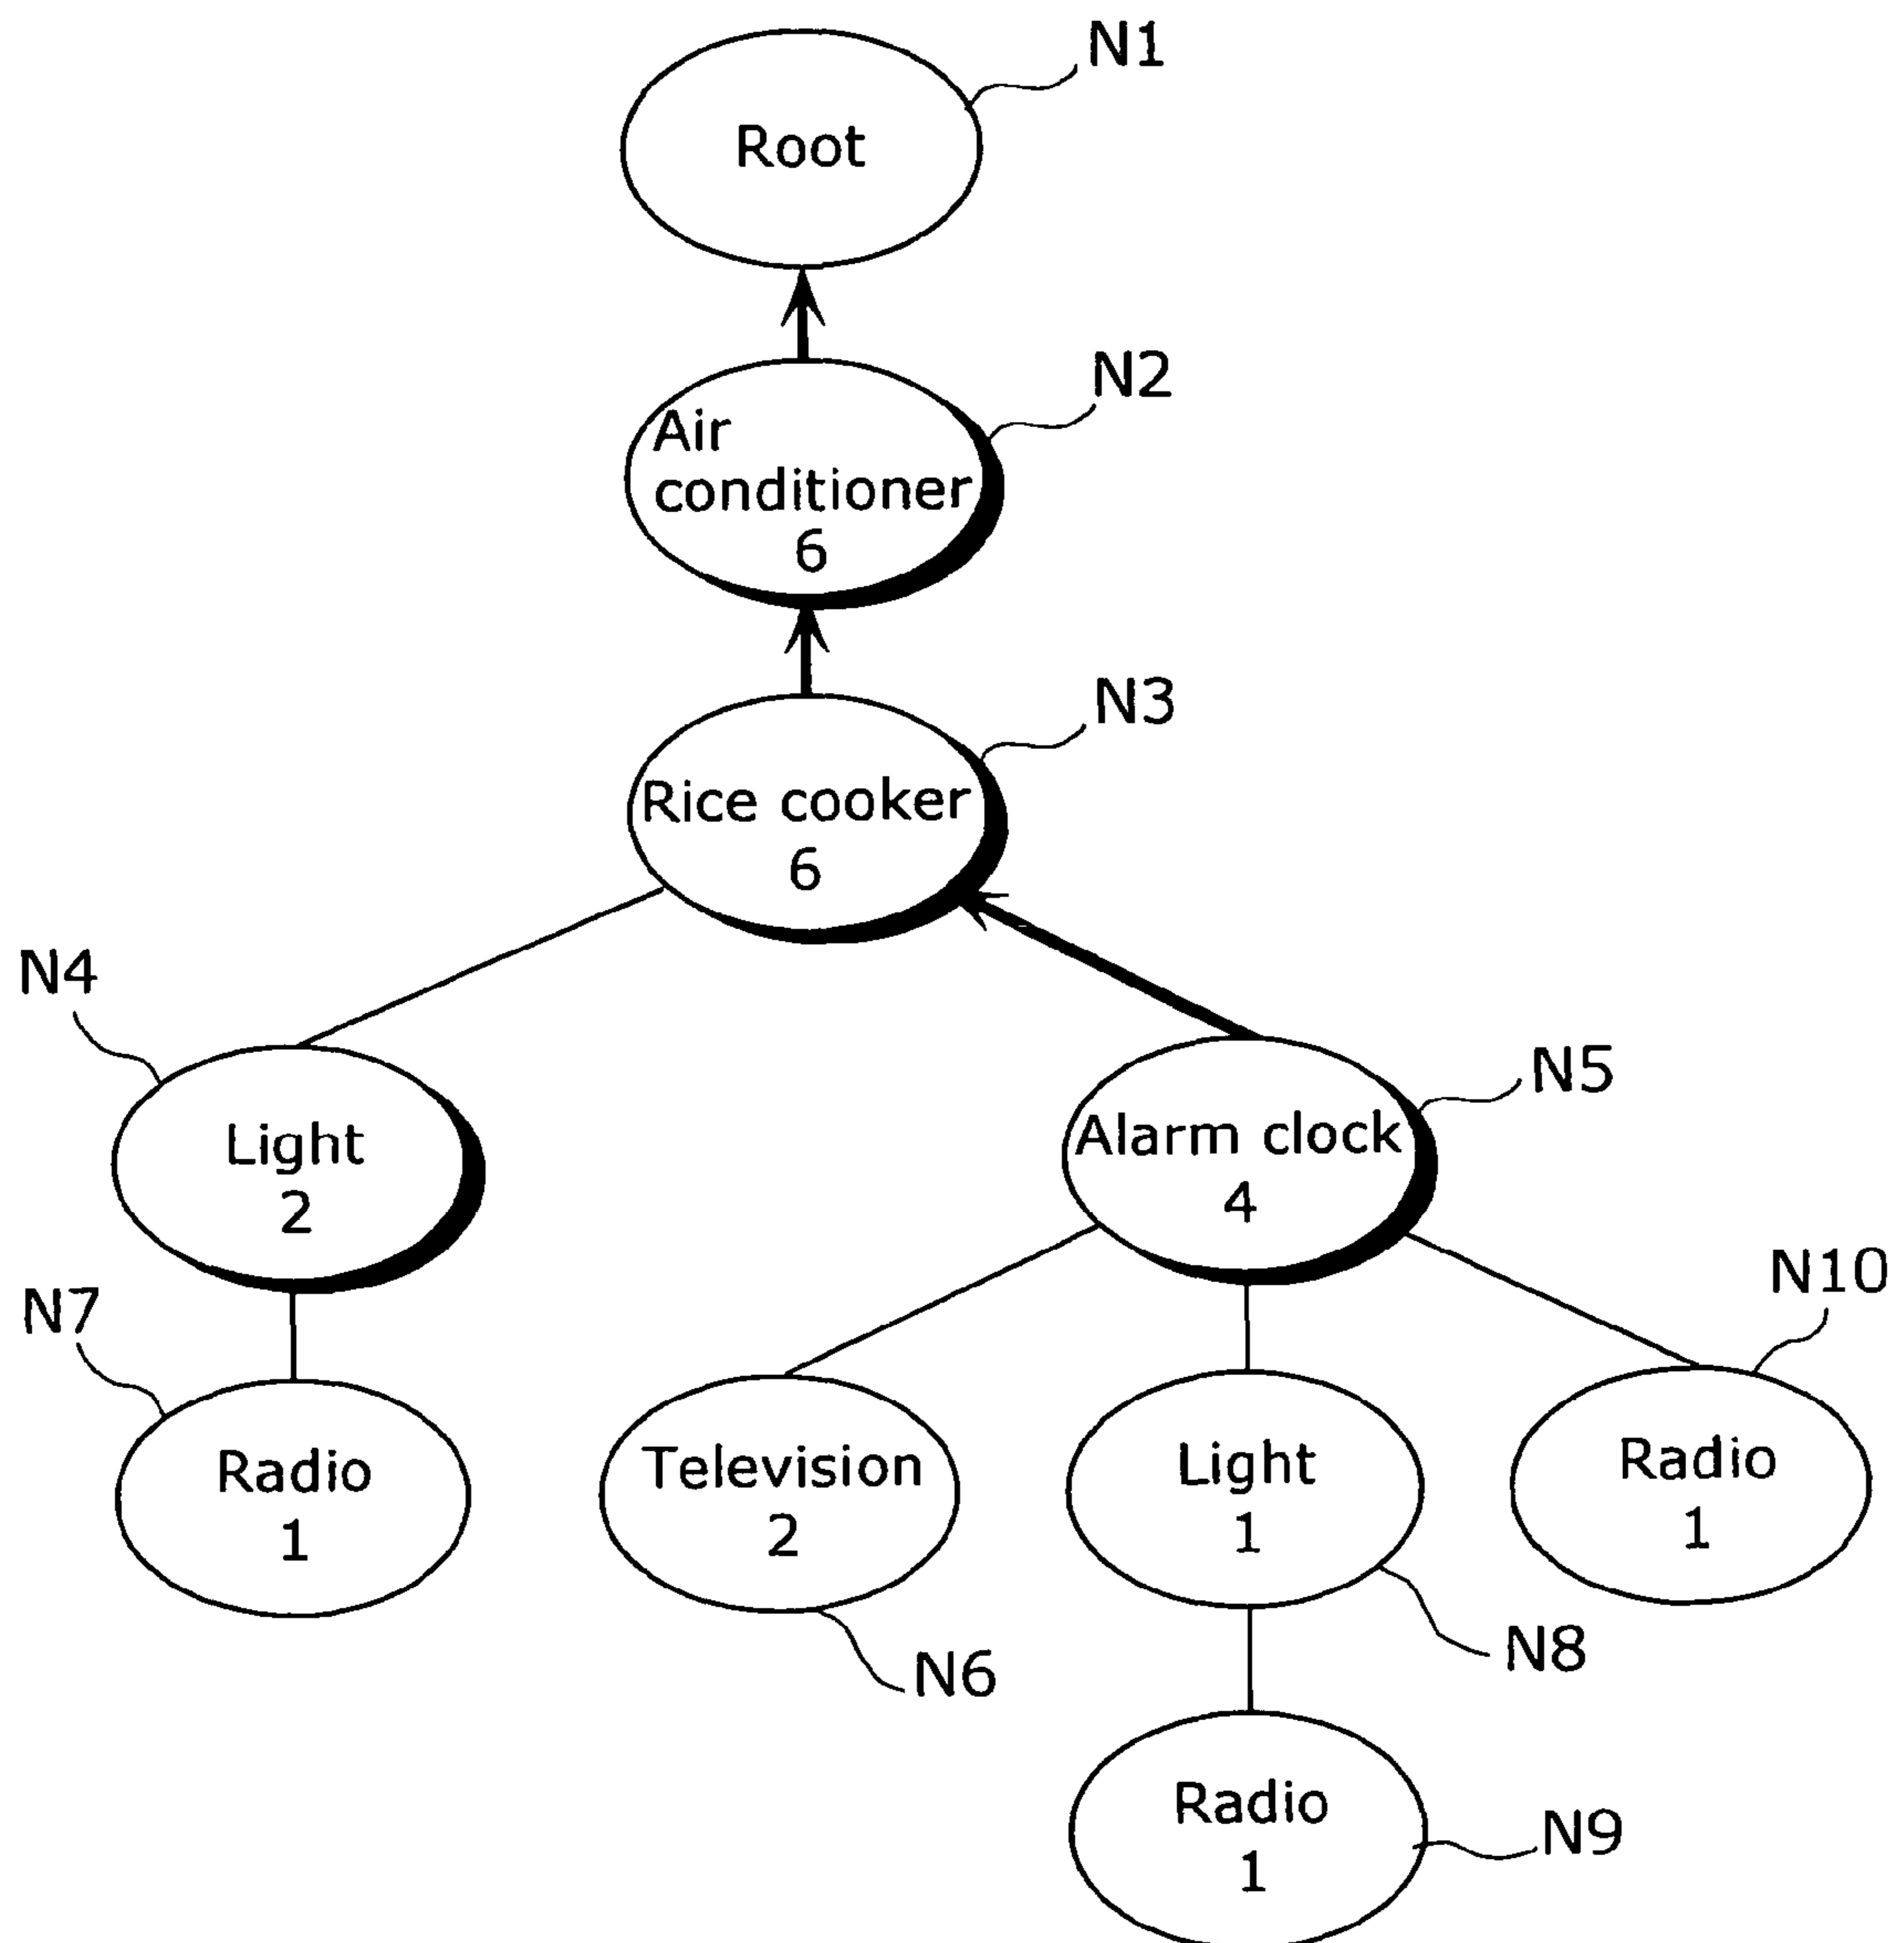 N1
Root
N2
Air
conditioner
6
N3
Rice cooker
6
N4
N5
Light
2
Alarm clock
4
N7
N10
Radio
1
Television
2
Light
1
Radio
1
N6
N8
Radio
1
N9